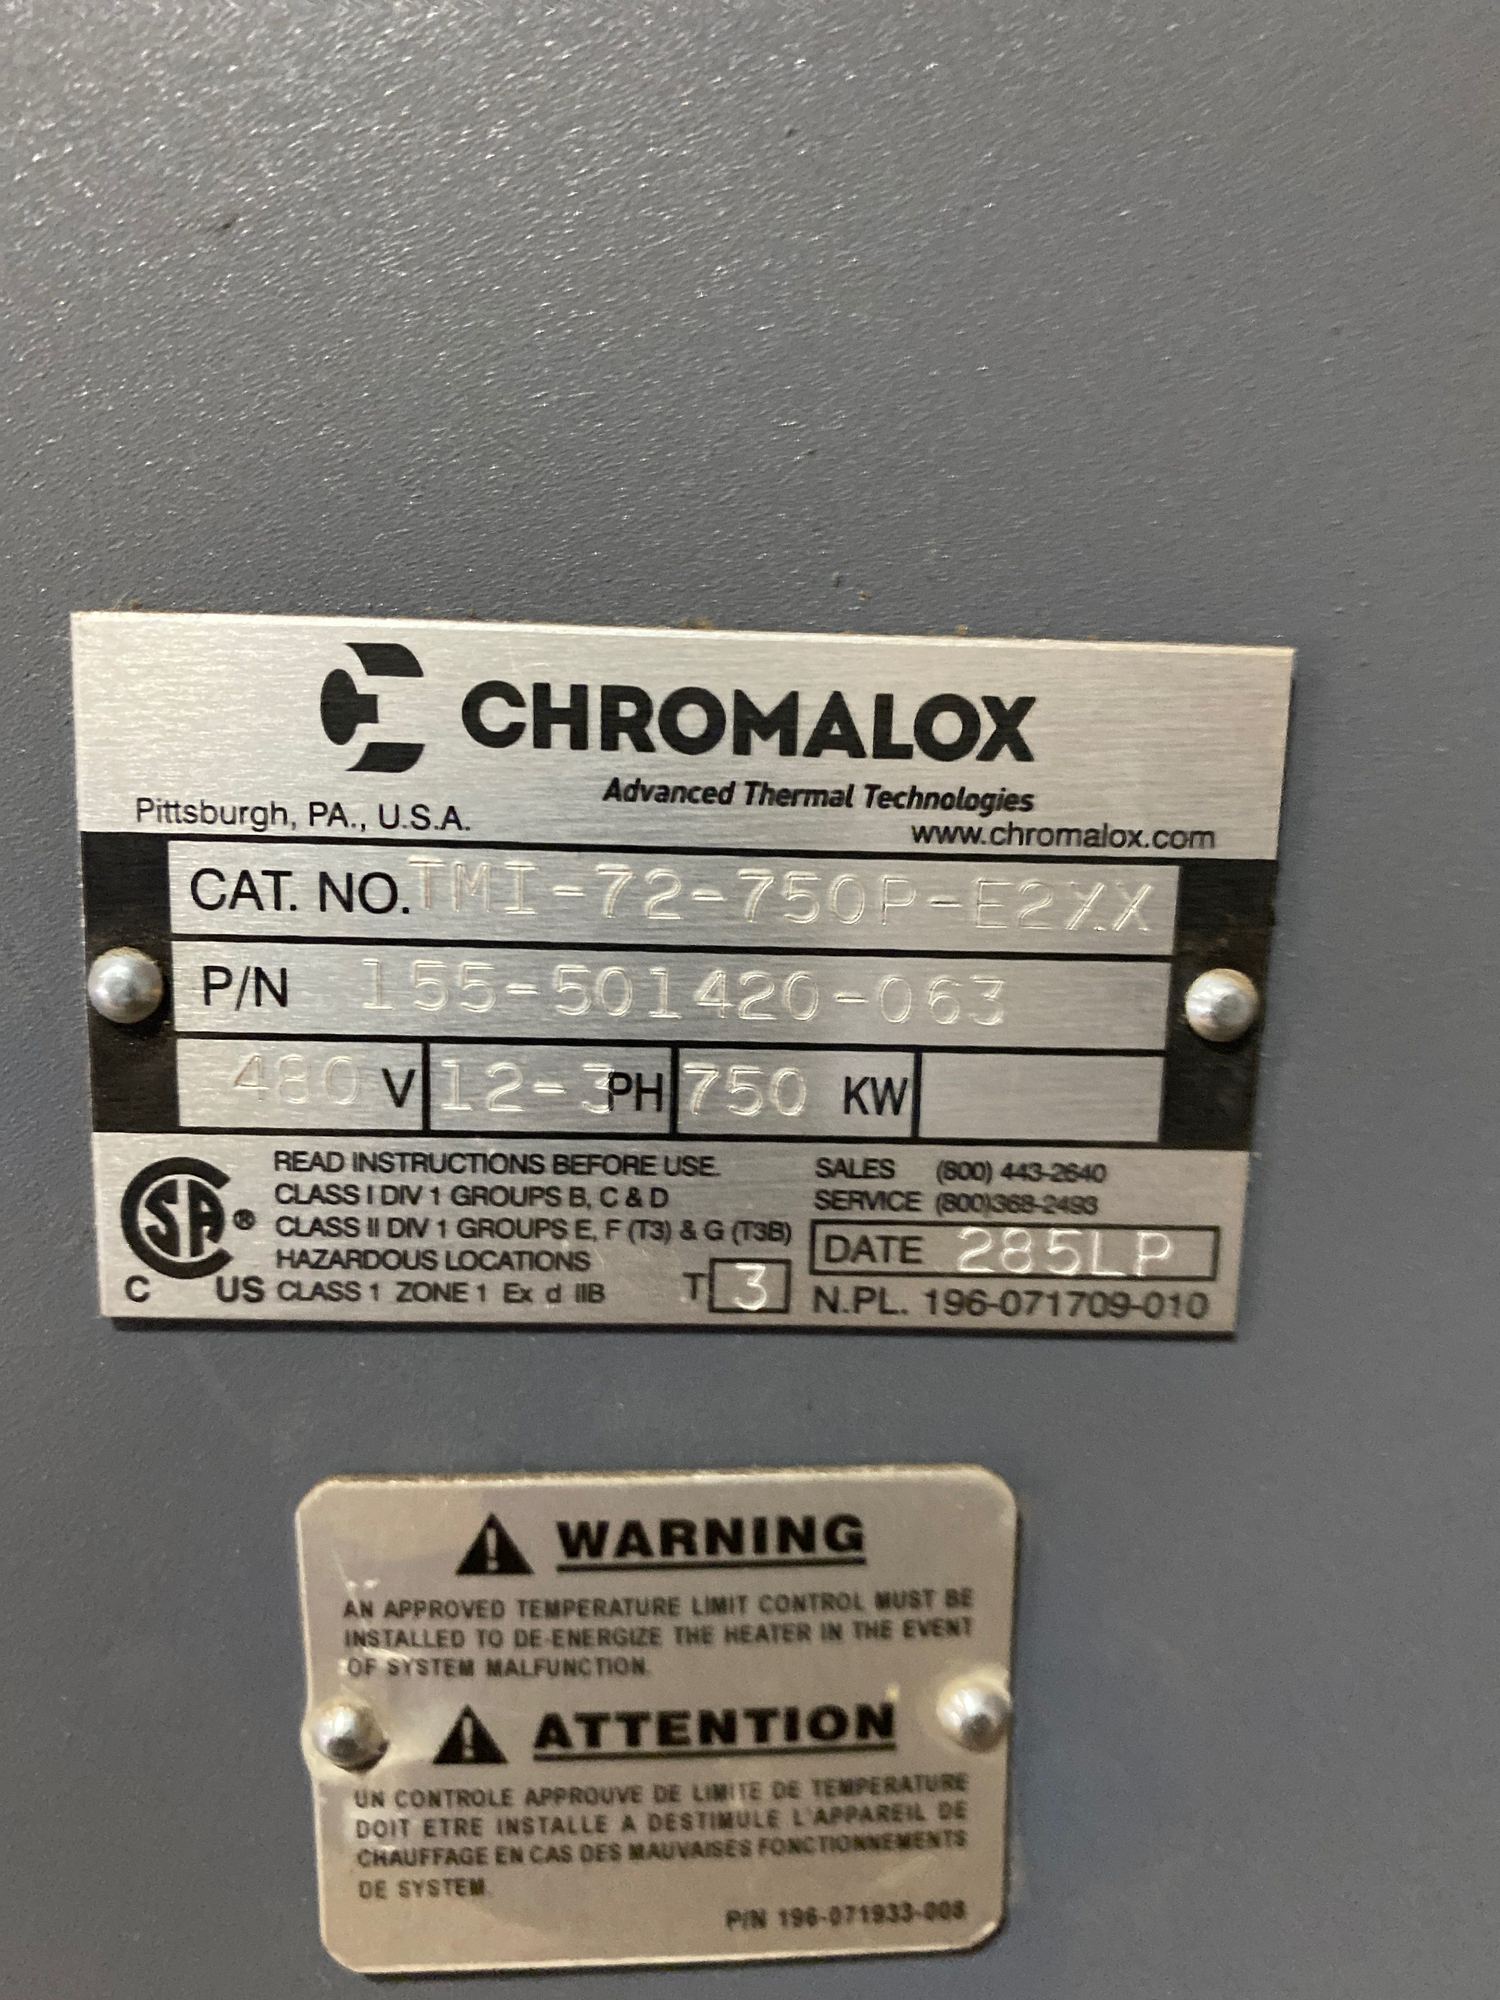 CHROMALOX
Advanced Thermal Technologies
Pittsburgh, PA., U.S.A.
www.chromalox.com
CAT. NO. TMI-72-750P-E2XX
P/N 155-501420-063
480 V 12-3 PH 750 KW
READ INSTRUCTIONS BEFORE USE.
CLASS I DIV 1 GROUPS B, C & D
CLASS II DIV 1 GROUPS E, F (T3) & G (T3B)
HAZARDOUS LOCATIONS
CLASS 1 ZONE 1 Ex d IIB T 3
CSA ®
C US
SALES (800) 443-2640
SERVICE (800)368-2493
DATE 285LP
N.PL. 196-071709-010
WARNING
AN APPROVED TEMPERATURE LIMIT CONTROL MUST BE
INSTALLED TO DE-ENERGIZE THE HEATER IN THE EVENT
OF SYSTEM MALFUNCTION.
ATTENTION
UN CONTROLE APPROUVE DE LIMITE DE TEMPERATURE
DOIT ETRE INSTALLE A DESTIMULE L'APPAREIL DE
CHAUFFAGE EN CAS DES MAUVAISES FONCTIONNEMENTS
DE SYSTEM.
P/N 196-071933-008